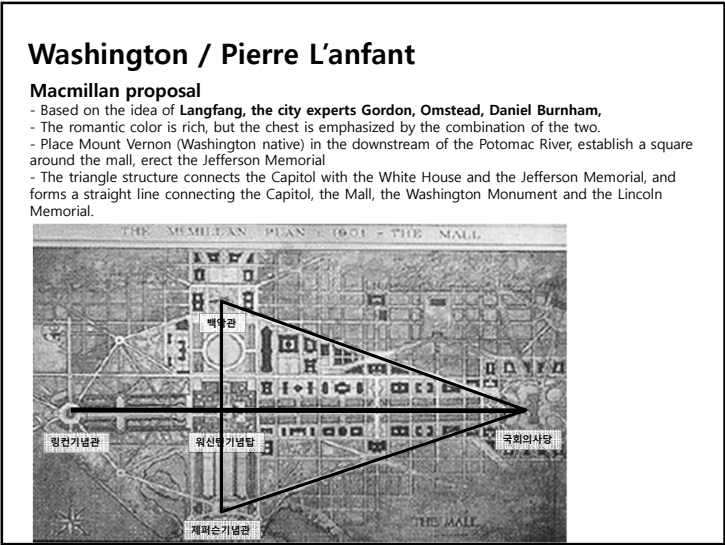 Washington / Pierre L’anfant
Macmillan proposal
- Based on the idea of Langfang, the city experts Gordon, Omstead, Daniel Burnham,
- The romantic color is rich, but the chest is emphasized by the combination of the two.
- Place Mount Vernon (Washington native) in the downstream of the Potomac River, establish a square
around the mall, erect the Jefferson Memorial
- The triangle structure connects the Capitol with the White House and the Jefferson Memorial, and
forms a straight line connecting the Capitol, the Mall, the Washington Monument and the Lincoln
Memorial.
THE MCMILLAN PLAN : 1901 - THE MALL
백악관
링컨기념관
워신턴기념탑
국회의사당
제퍼슨기념관
THE MALL